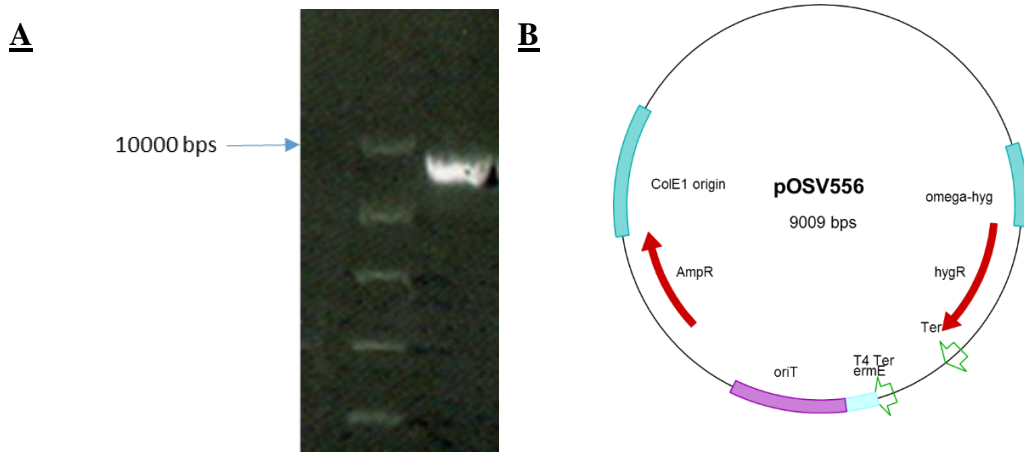 A
B
10000 bps
ColE1 origin
pOSV556
9009 bps
omega-hyg
AmpR
hygR
Ter
T4 Ter
ermE
oriT